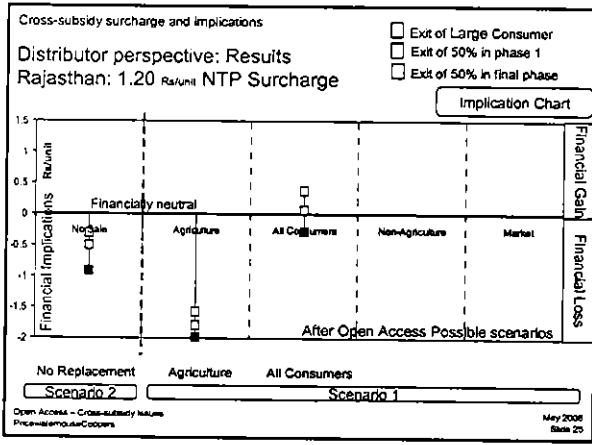 Cross-subsidy surcharge and implications
Distributor perspective: Results
Rajasthan: 1.20 Rs/unit NTP Surcharge
Exit of Large Consumer
Exit of 50% in phase 1
Exit of 50% in final phase
Implication Chart
1.5
1
0.5
0
-0.5
-1
-1.5
-2
Rs/unit
Financial Implications
Financially neutral
No Sale
Agriculture
All Consumers
Non-Agriculture
Market
Financial Gain
Financial Loss
After Open Access Possible scenarios
No Replacement
Agriculture
All Consumers
Scenario 2
Scenario 1
Open Access – Cross-subsidy Issues
PricewaterhouseCoopers
May 2006
Slide 25